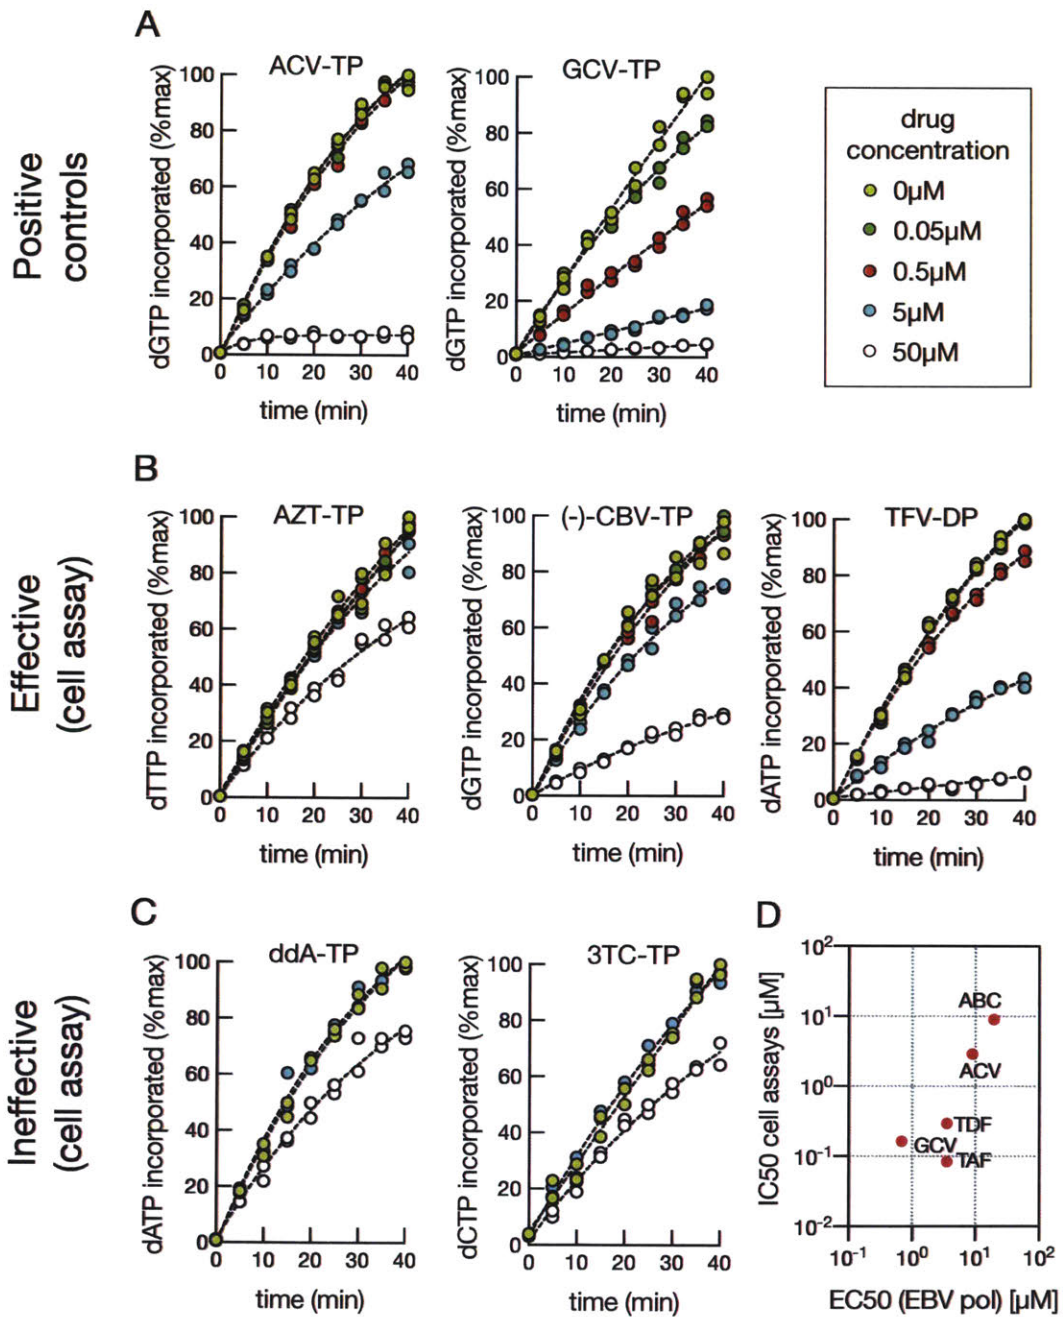 A
Positive
controls
ACV-TP
dGTP incorporated (%max)
100
80
60
40
20
0
0 10 20 30 40
time (min)
GCV-TP
dGTP incorporated (%max)
100
80
60
40
20
0
0 10 20 30 40
time (min)
drug
concentration
0µM
0.05µM
0.5µM
5µM
50µM
B
Effective
(cell assay)
AZT-TP
dTTP incorporated (%max)
100
80
60
40
20
0
0 10 20 30 40
time (min)
(-)-CBV-TP
dGTP incorporated (%max)
100
80
60
40
20
0
0 10 20 30 40
time (min)
TFV-DP
dATP incorporated (%max)
100
80
60
40
20
0
0 10 20 30 40
time (min)
C
Ineffective
(cell assay)
ddA-TP
dATP incorporated (%max)
100
80
60
40
20
0
0 10 20 30 40
time (min)
3TC-TP
dCTP incorporated (%max)
100
80
60
40
20
0
0 10 20 30 40
time (min)
D
IC50 cell assays [µM]
10²
10¹
10⁰
10⁻¹
10⁻²
ABC
ACV
TDF
GCV
TAF
10⁻¹ 10⁰ 10¹ 10²
EC50 (EBV pol) [µM]